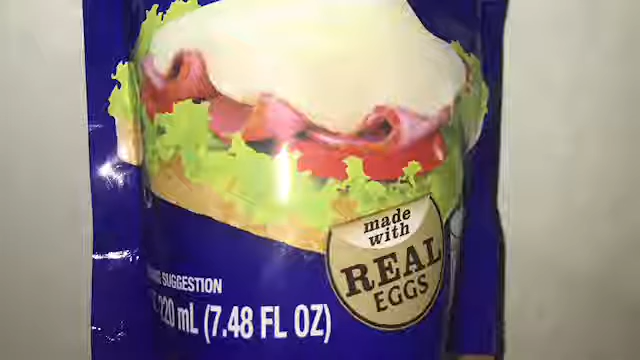 made
with
REAL
EGGS
SUGGESTION
220 mL (7.48 FL OZ)